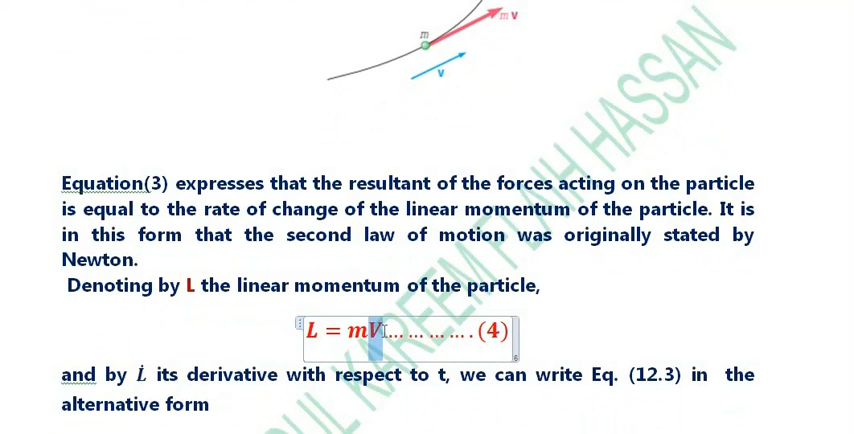 m v
m
v
Equation(3) expresses that the resultant of the forces acting on the particle
is equal to the rate of change of the linear momentum of the particle. It is
in this form that the second law of motion was originally stated by
Newton.
Denoting by L the linear momentum of the particle,
L = mV… … … … . (4)
and by L̇ its derivative with respect to t, we can write Eq. (12.3) in the
alternative form
KAREEM FLAIH HASSAN